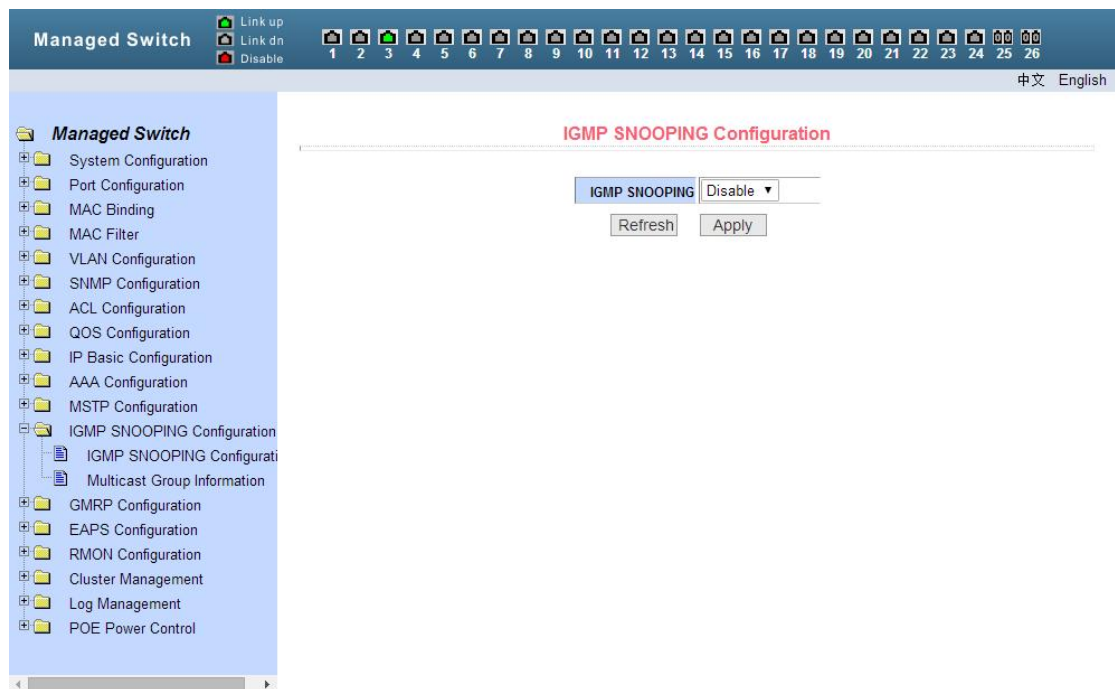 Managed Switch
Link up
Link dn
Disable
1 2 3 4 5 6 7 8 9 10 11 12 13 14 15 16 17 18 19 20 21 22 23 24 25 26
中文 English
Managed Switch
System Configuration
Port Configuration
MAC Binding
MAC Filter
VLAN Configuration
SNMP Configuration
ACL Configuration
QOS Configuration
IP Basic Configuration
AAA Configuration
MSTP Configuration
IGMP SNOOPING Configuration
IGMP SNOOPING Configurati
Multicast Group Information
GMRP Configuration
EAPS Configuration
RMON Configuration
Cluster Management
Log Management
POE Power Control
IGMP SNOOPING Configuration
IGMP SNOOPING Disable
Refresh Apply